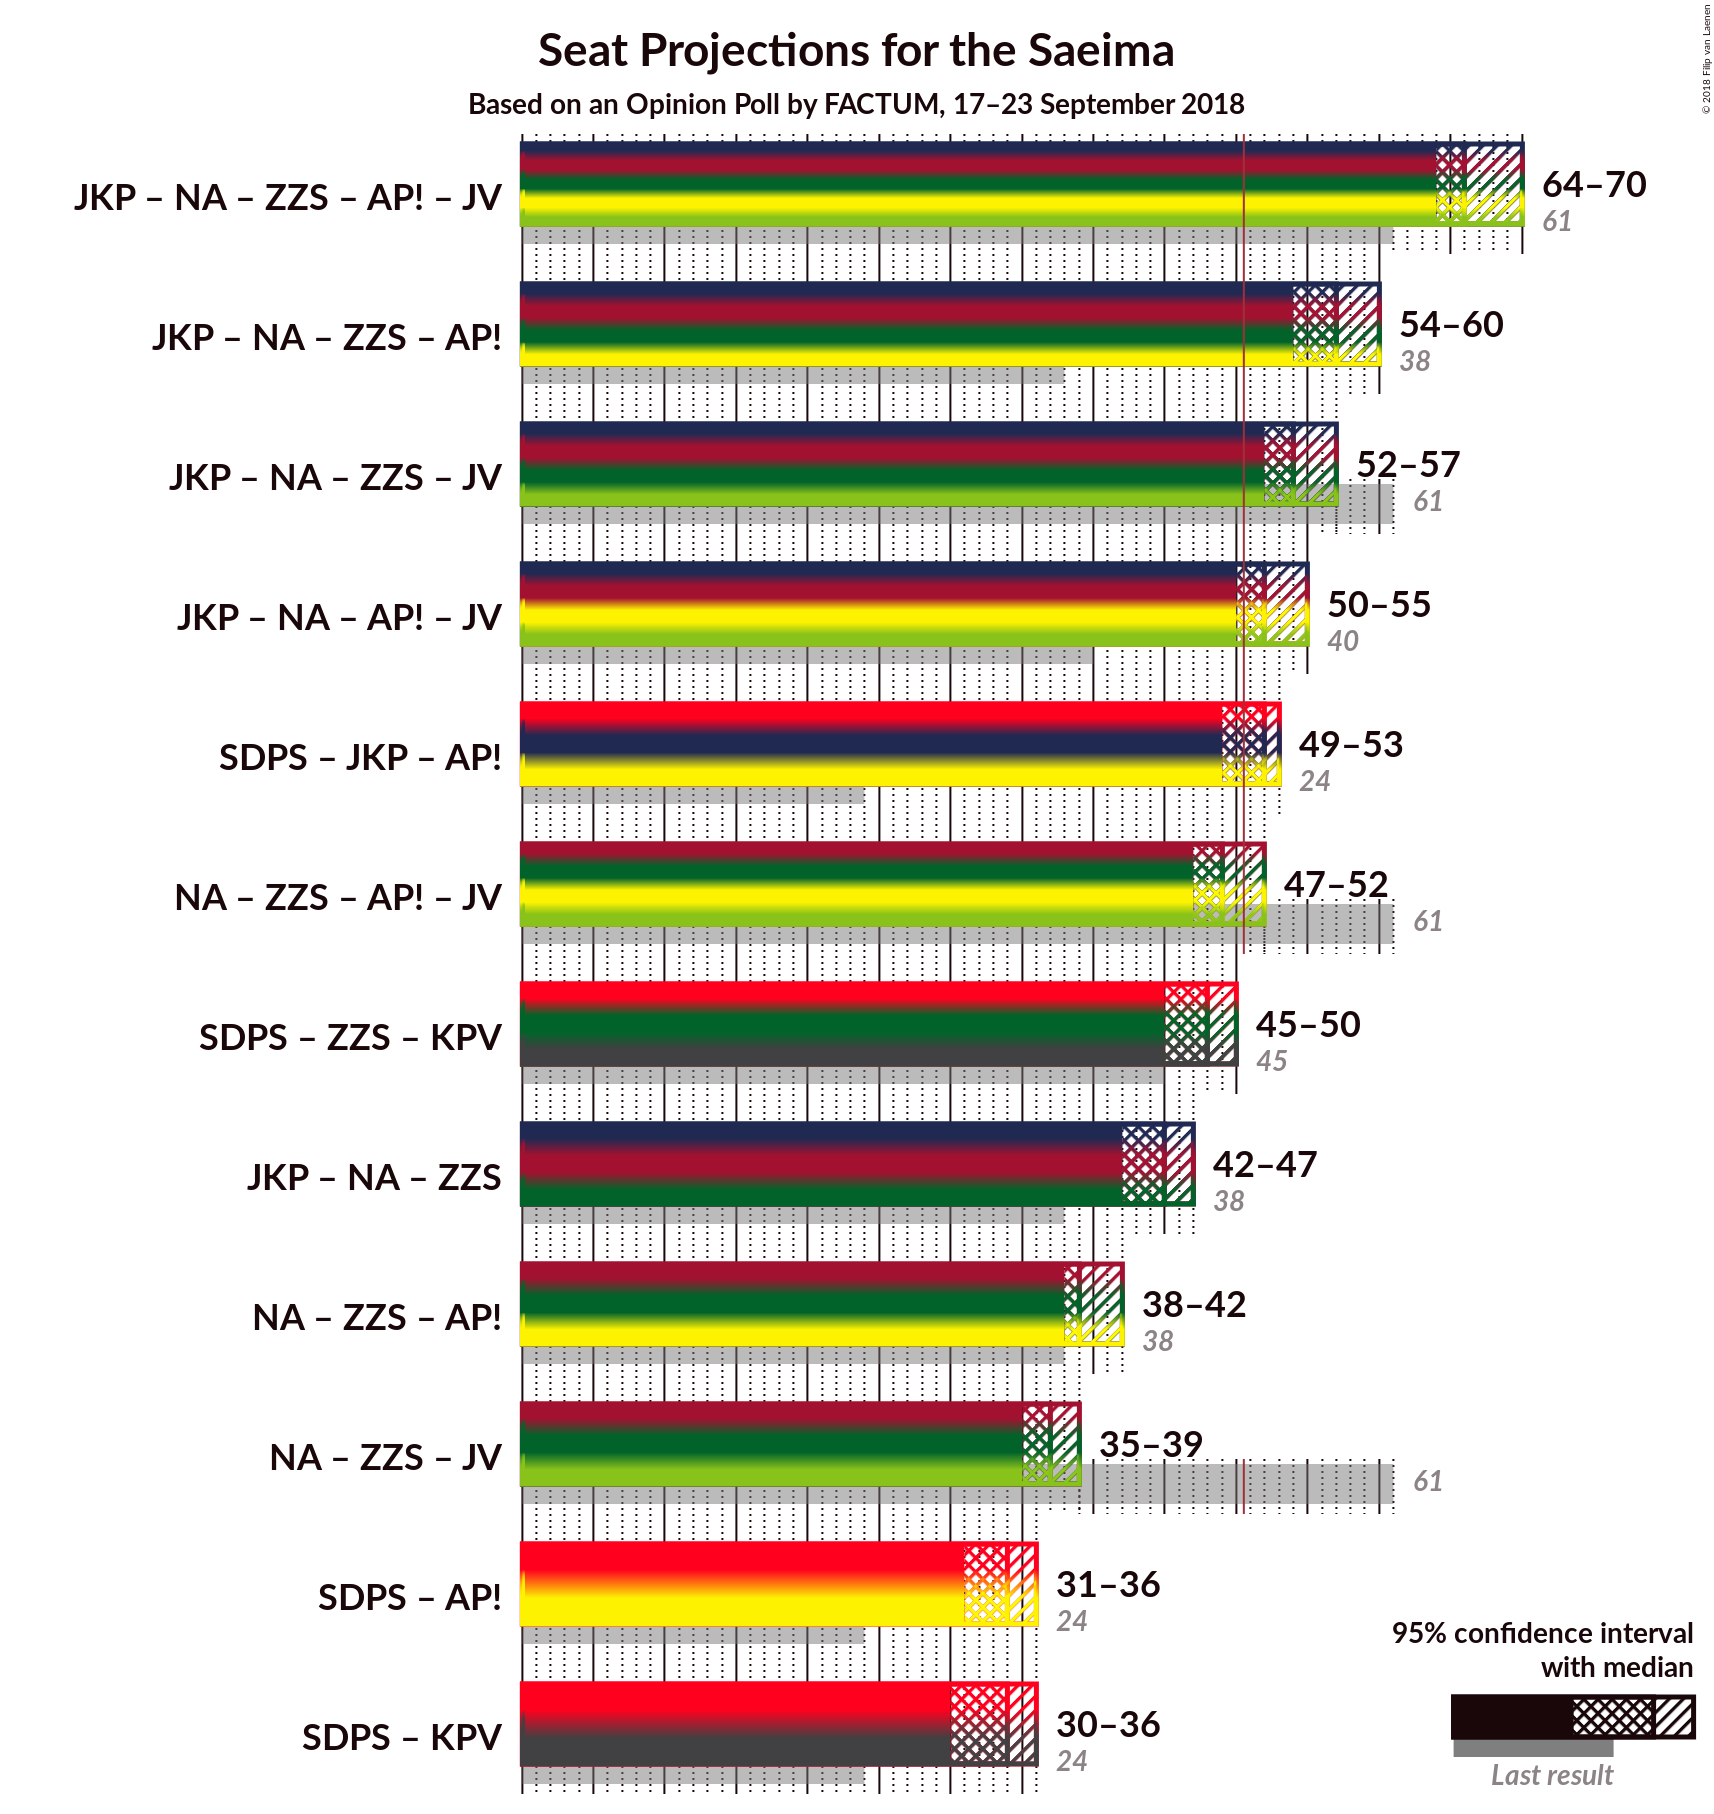 Seat Projections for the Saeima
Based on an Opinion Poll by FACTUM, 17–23 September 2018
© 2018 Filip van Laenen
JKP – NA – ZZS – AP! – JV
64–70
61
JKP – NA – ZZS – AP!
54–60
38
JKP – NA – ZZS – JV
52–57
61
JKP – NA – AP! – JV
50–55
40
SDPS – JKP – AP!
49–53
24
NA – ZZS – AP! – JV
47–52
61
SDPS – ZZS – KPV
45–50
45
JKP – NA – ZZS
42–47
38
NA – ZZS – AP!
38–42
38
NA – ZZS – JV
35–39
61
SDPS – AP!
31–36
24
SDPS – KPV
30–36
24
95% confidence interval
with median
Last result